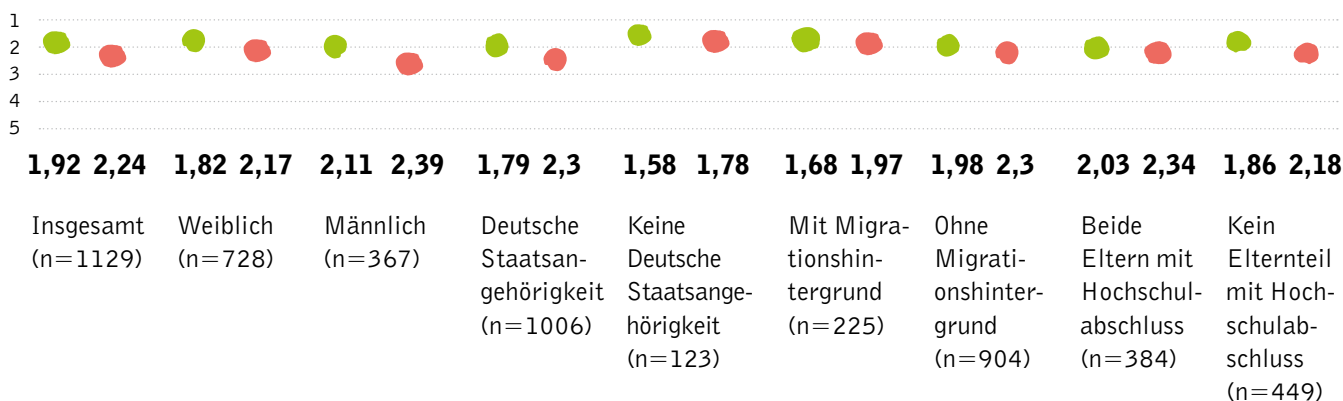 1
2
3
4
5
1,92 2,24 1,82 2,17 2,11 2,39 1,79 2,3 1,58 1,78 1,68 1,97 1,98 2,3 2,03 2,34 1,86 2,18
Insgesamt
(n=1129)
Weiblich
(n=728)
Männlich
(n=367)
Deutsche
Staatsan-
gehörigkeit
(n=1006)
Keine
Deutsche
Staatsange-
hörigkeit
(n=123)
Mit Migra-
tionshin-
tergrund
(n=225)
Ohne
Migrati-
onshinter-
grund
(n=904)
Beide
Eltern mit
Hochschul-
abschluss
(n=384)
Kein
Elternteil
mit Hoch-
schulab-
schluss
(n=449)